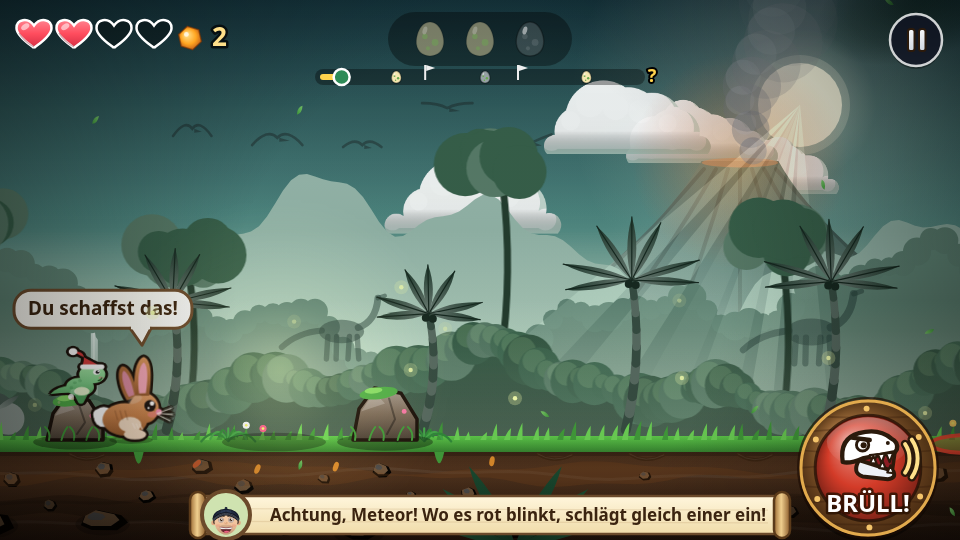 2
?
Du schaffst das!
BRÜLL!
Achtung, Meteor! Wo es rot blinkt, schlägt gleich einer ein!